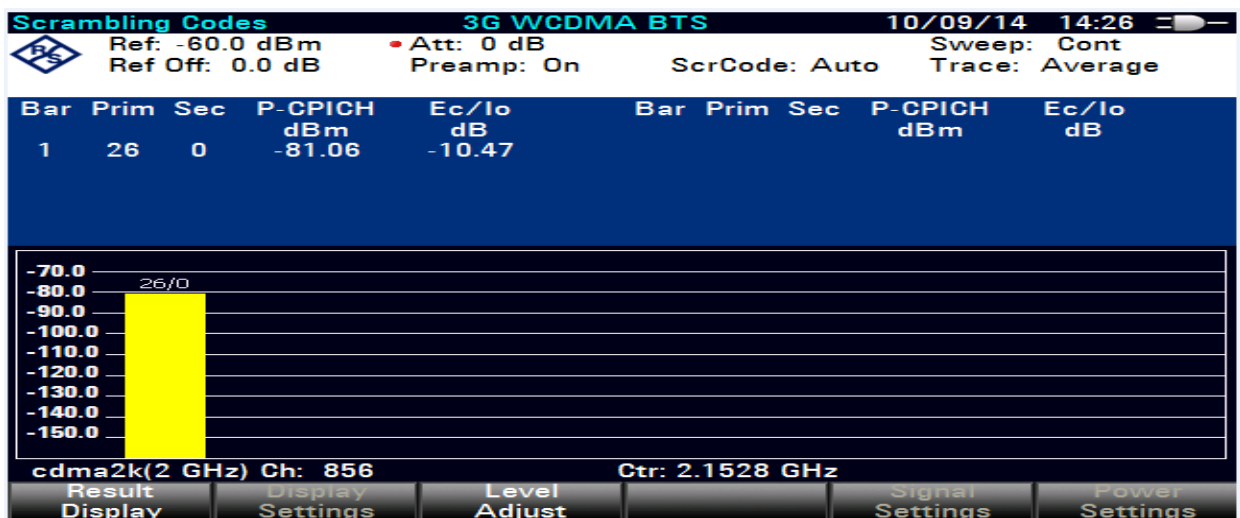 Scrambling Codes 3G WCDMA BTS 10/09/14 14:26
R&S Ref: -60.0 dBm Att: 0 dB Sweep: Cont
Ref Off: 0.0 dB Preamp: On ScrCode: Auto Trace: Average
Bar Prim Sec P-CPICH Ec/Io Bar Prim Sec P-CPICH Ec/Io
dBm dB dBm dB
1 26 0 -81.06 -10.47
-70.0
26/0
-80.0
-90.0
-100.0
-110.0
-120.0
-130.0
-140.0
-150.0
cdma2k(2 GHz) Ch: 856 Ctr: 2.1528 GHz
Result Display Level Signal Power
Display Settings Adjust Settings Settings